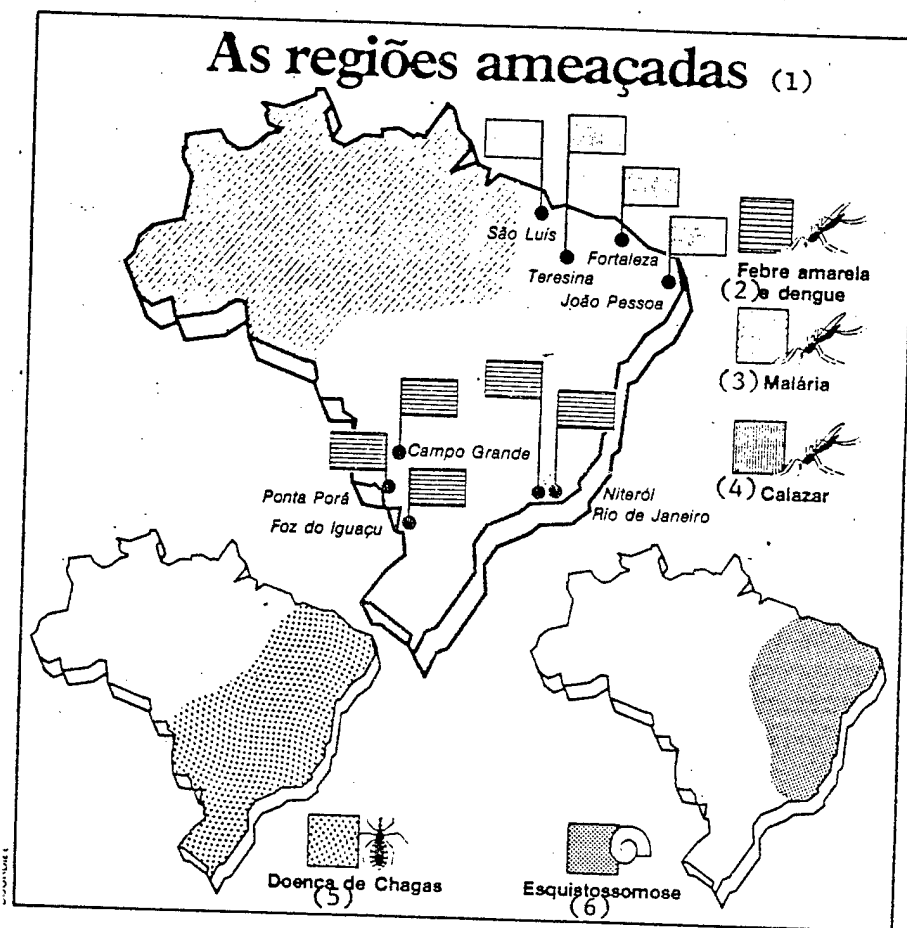 As regiões ameaçadas (1)
São Luís
Teresina
Fortaleza
João Pessoa
Febre amarela
(2) e dengue
(3) Malária
(4) Calazar
Campo Grande
Ponta Porá
Foz do Iguaçu
Niterói
Rio de Janeiro
Doença de Chagas
(5)
Esquistossomose
(6)